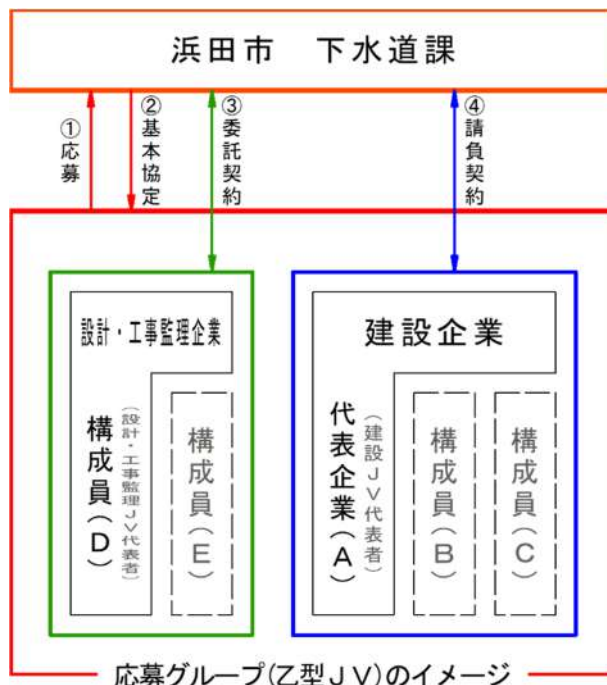 浜田市 下水道課
①応募
②基本協定
③委託契約
④請負契約
設計・工事監理企業
構成員(D)
(設計・工事監理JV代表者)
構成員(E)
建設企業
代表企業(A)
(建設JV代表者)
構成員(B)
構成員(C)
応募グループ(乙型JV)のイメージ